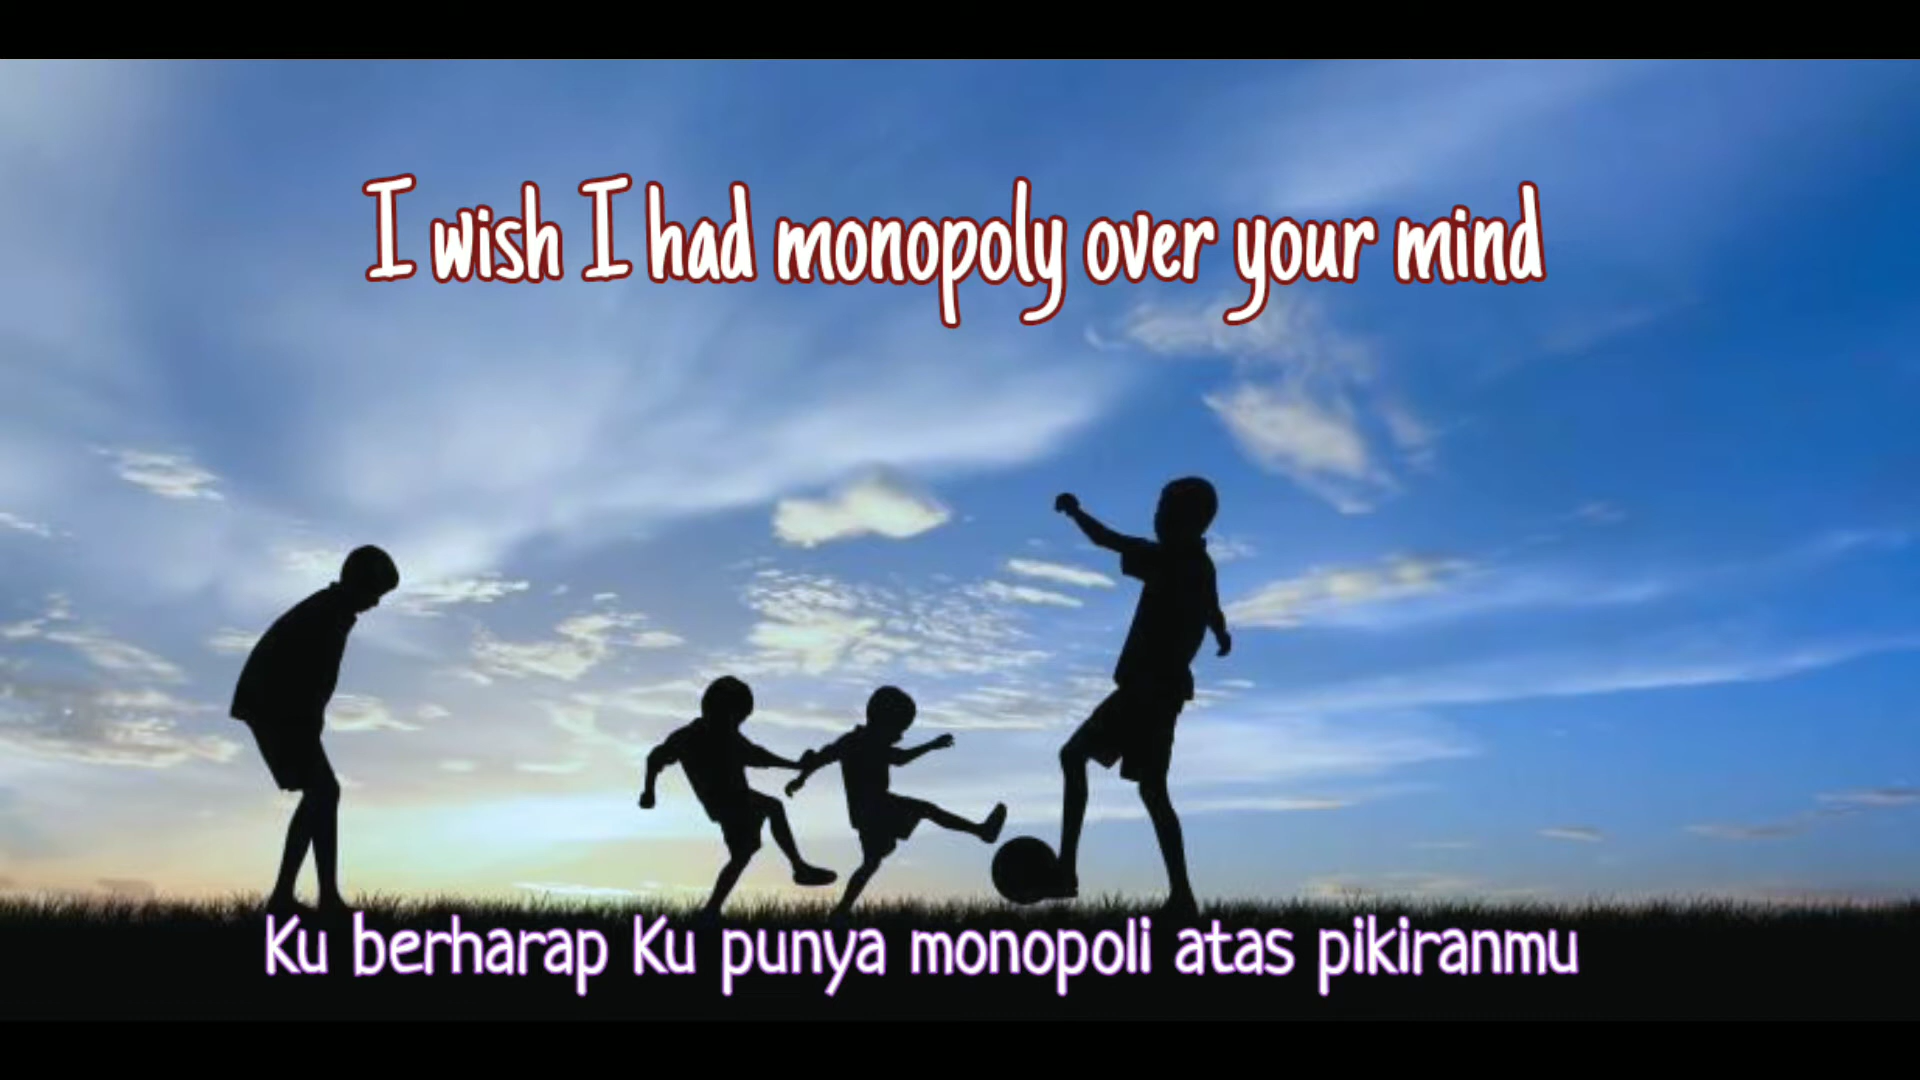 I wish I had monopoly over your mind
Ku berharap Ku punya monopoli atas pikiranmu